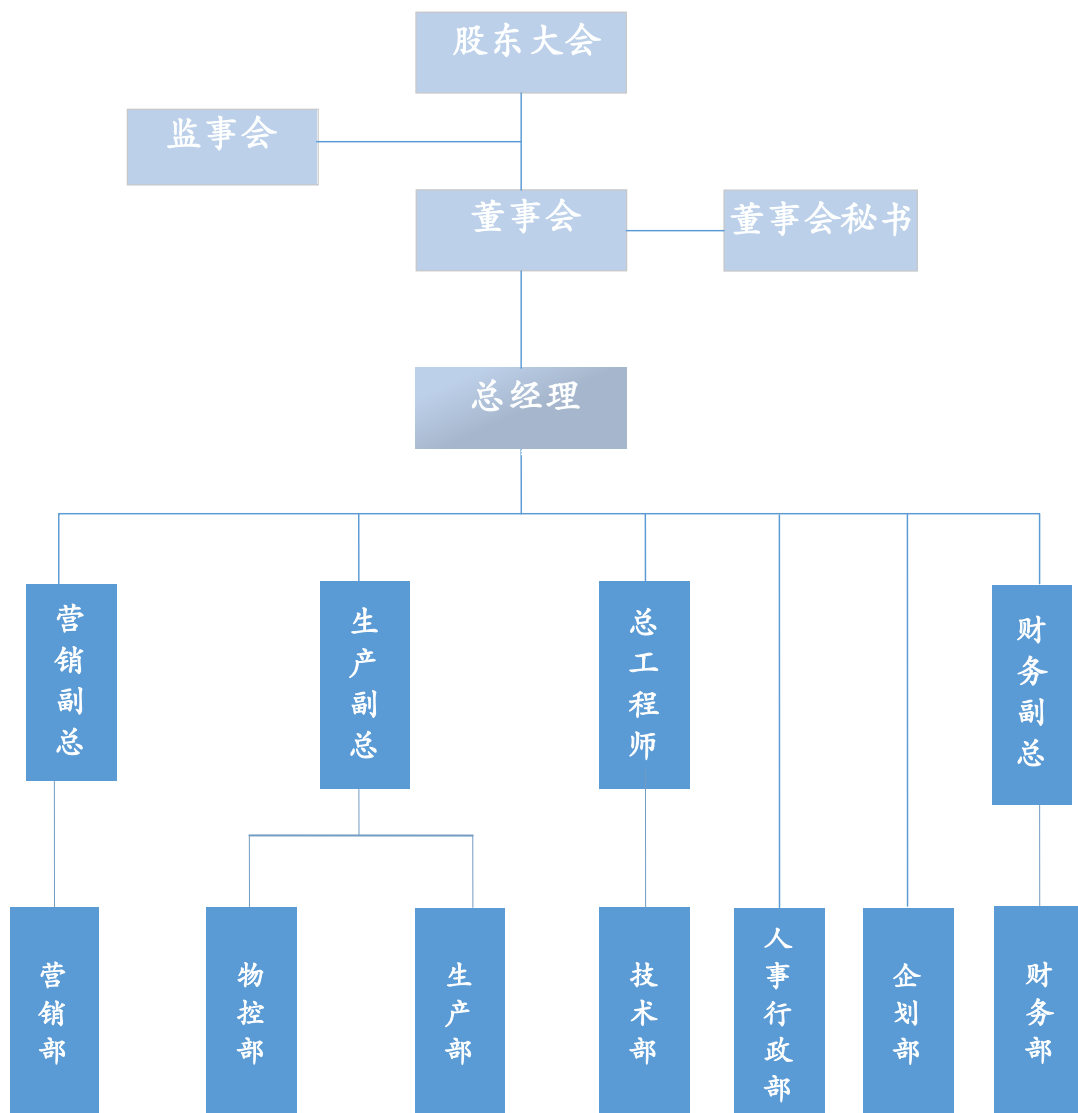 股东大会
监事会
董事会
董事会秘书
总经理
营销副总
生产副总
总工程师
财务副总
营销部
物控部
生产部
技术部
人事行政部
企划部
财务部